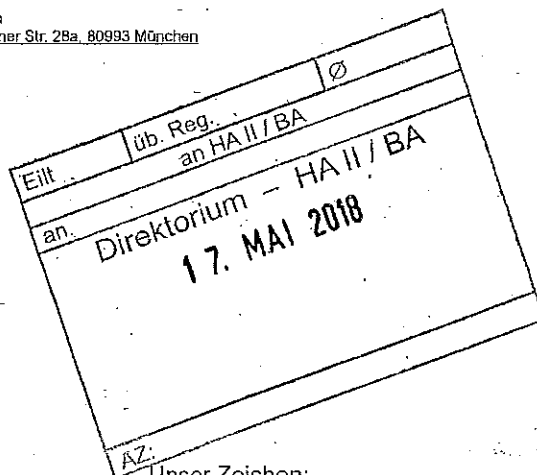 ner Str. 28a, 80993 München
Eilt
üb. Reg.
Ø
an HA II / BA
an
Direktorium – HA II / BA
17. MAI 2018
AZ:
Unser Zeichen: